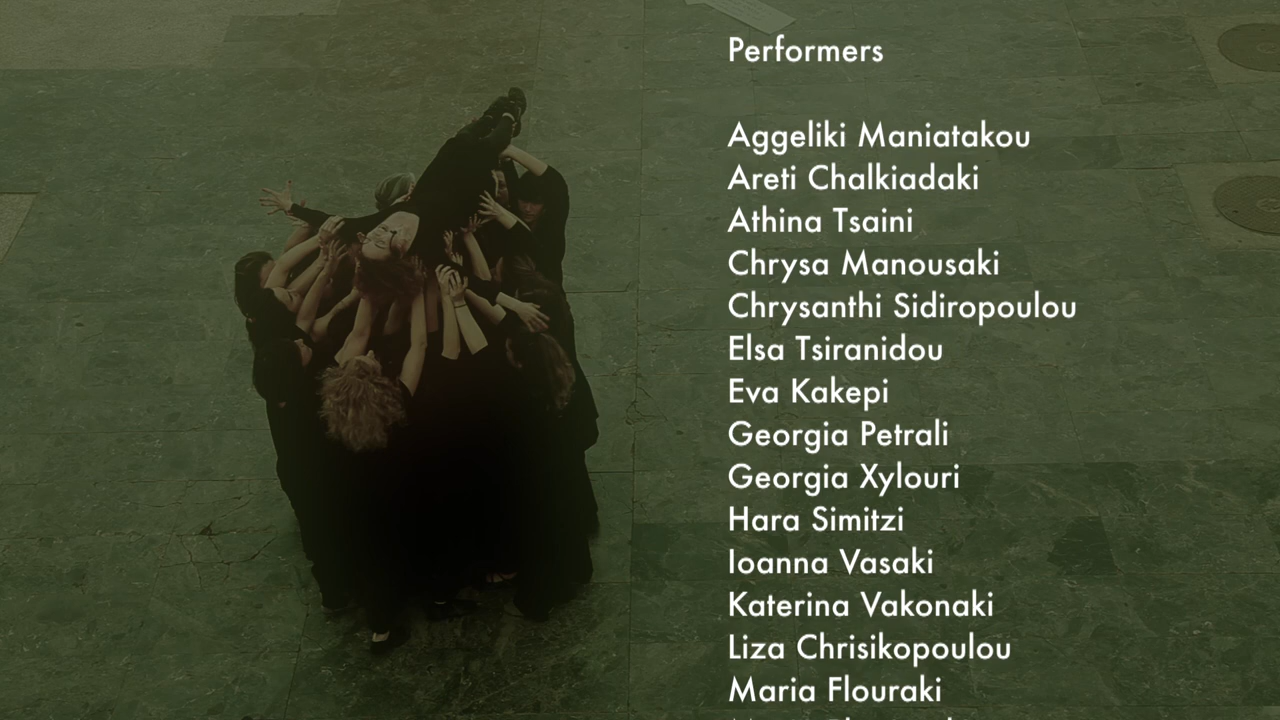 Performers
Aggeliki Maniatakou
Areti Chalkiadaki
Athina Tsaini
Chrysa Manousaki
Chrysanthi Sidiropoulou
Elsa Tsiranidou
Eva Kakepi
Georgia Petrali
Georgia Xylouri
Hara Simitzi
Ioanna Vasaki
Katerina Vakonaki
Liza Chrisikopoulou
Maria Flouraki